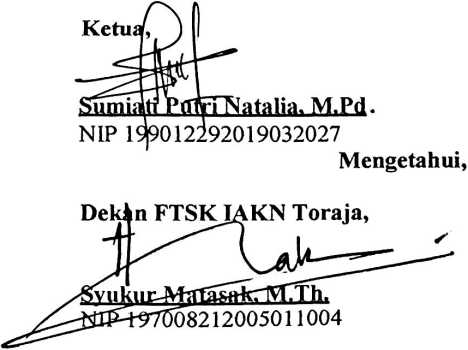 Ketua,
Sumiati Putri Natalia, M.Pd.
NIP 199012292019032027
Mengetahui,
Dekan FTSK IAKN Toraja,
Syukur Matasak, M.Th.
NIP 197008212005011004